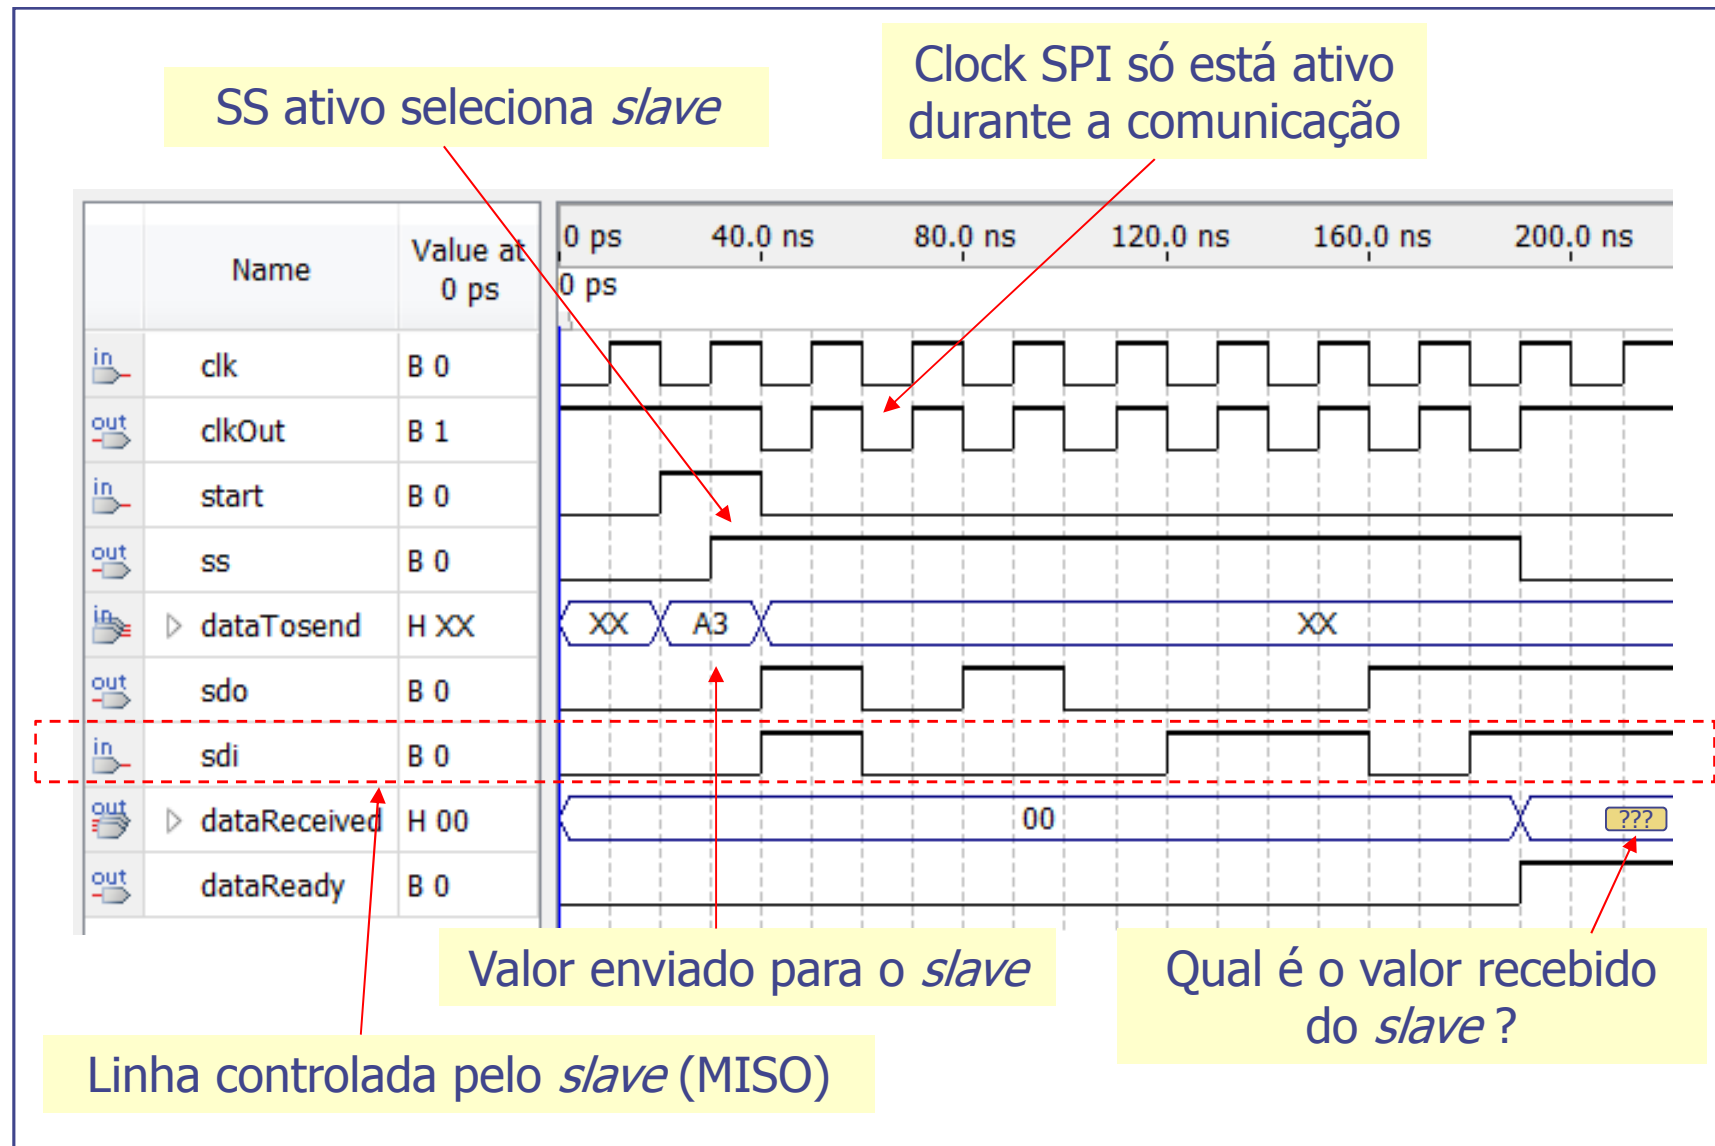 SS ativo seleciona slave
Clock SPI só está ativo
durante a comunicação
Name
Value at
0 ps
0 ps
40.0 ns
80.0 ns
120.0 ns
160.0 ns
200.0 ns
0 ps
in
clk
B 0
out
clkOut
B 1
in
start
B 0
out
ss
B 0
in
dataTosend
H XX
XX
A3
XX
out
sdo
B 0
in
sdi
B 0
out
dataReceived
H 00
00
???
out
dataReady
B 0
Valor enviado para o slave
Qual é o valor recebido
do slave ?
Linha controlada pelo slave (MISO)